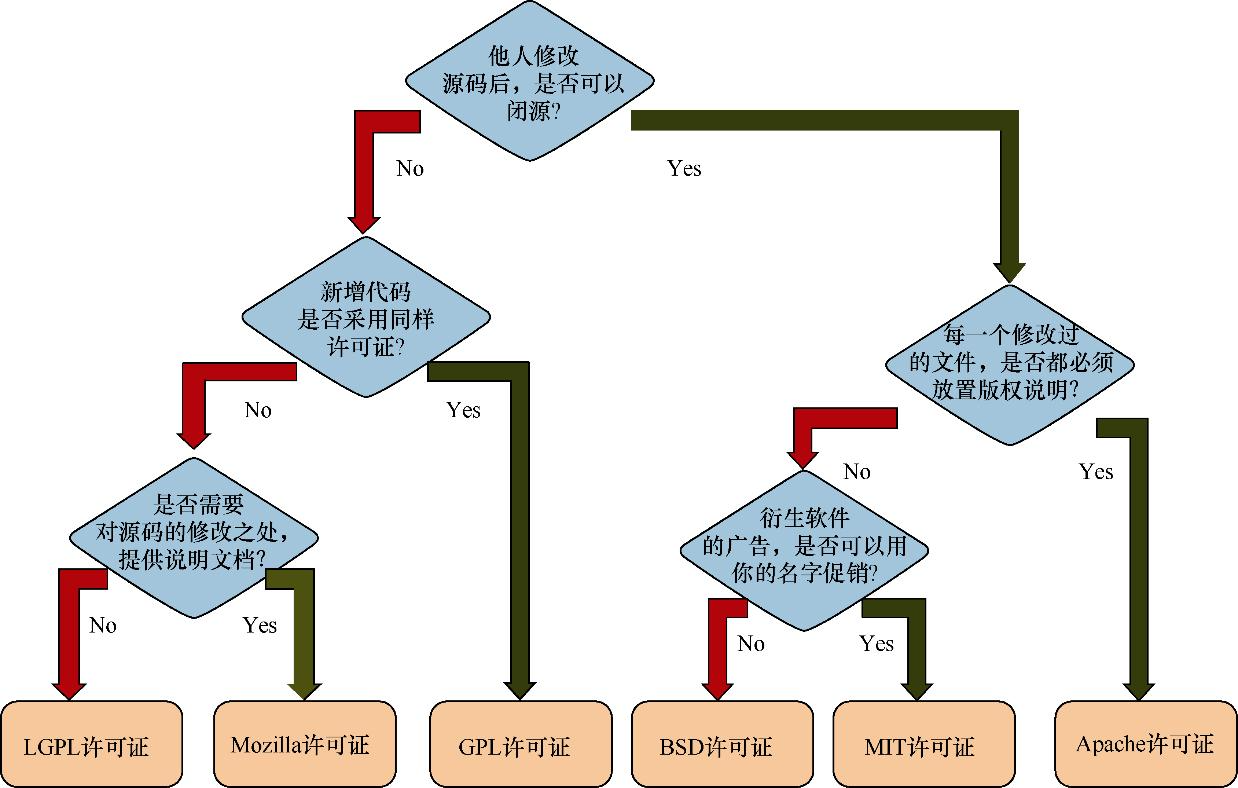 他人修改
源码后，是否可以
闭源?
No
Yes
新增代码
是否采用同样
许可证?
每一个修改过
的文件，是否都必须
放置版权说明?
No
Yes
No
Yes
是否需要
对源码的修改之处，
提供说明文档?
衍生软件
的广告，是否可以用
你的名字促销?
No
Yes
No
Yes
LGPL许可证
Mozilla许可证
GPL许可证
BSD许可证
MIT许可证
Apache许可证